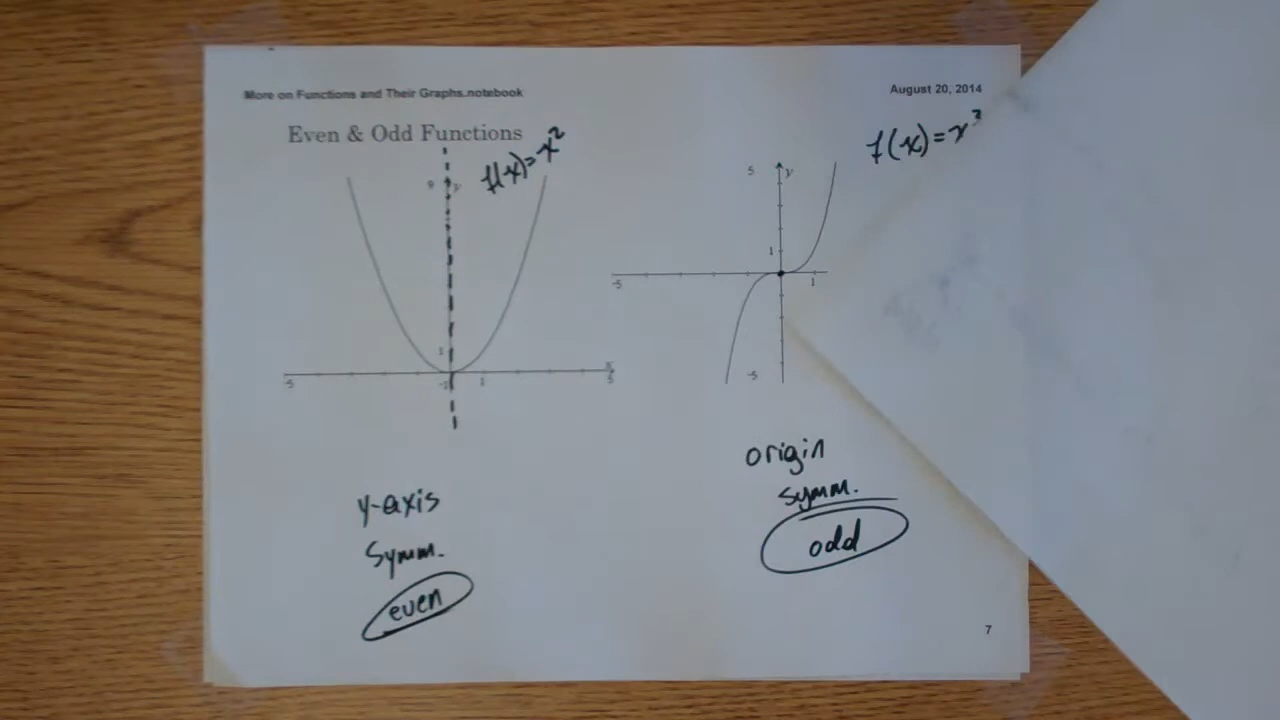 More on Functions and Their Graphs.notebook
August 20, 2014
Even & Odd Functions
f(x)=x²
f(x)=x³
9 y
1
-5 -1 1 x 5
5 y
1
-5 1
-5
y-axis
Symm.
even
origin
symm.
odd
7